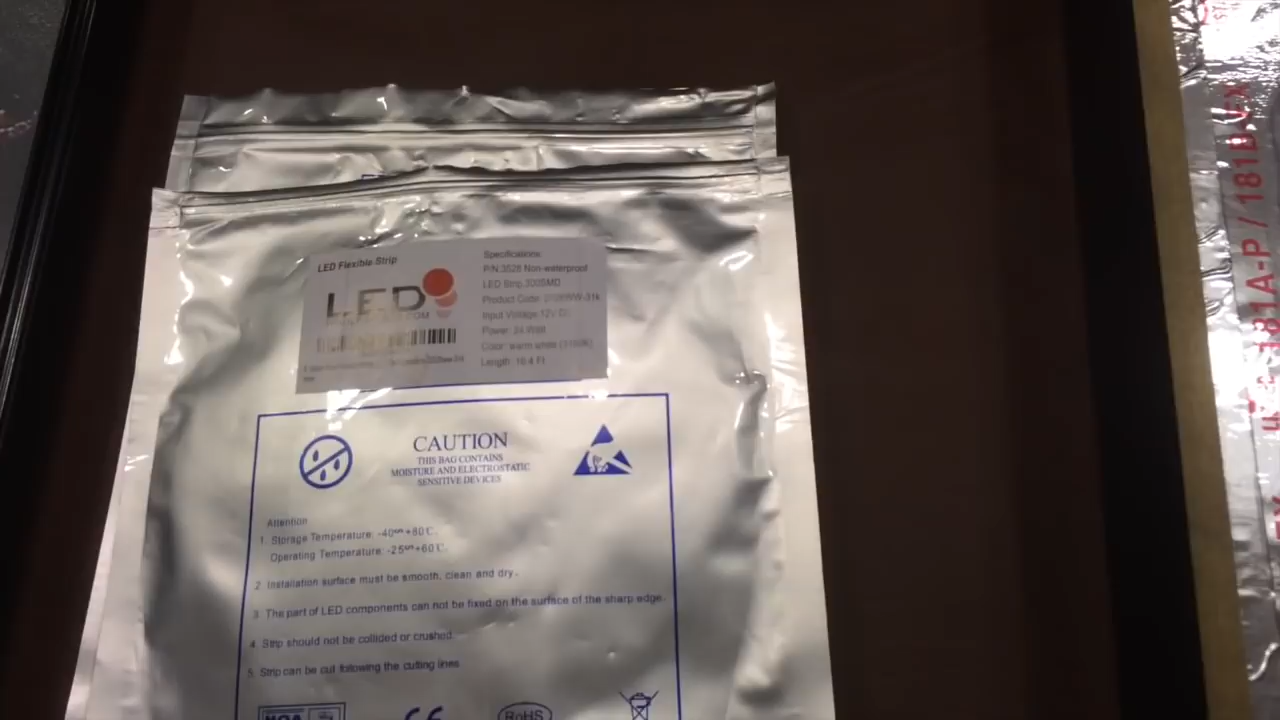 LED Flexible Strip
LED
Specifications:
P/N:3528 Non-waterproof
LED Strip 300SMD
Product Code:
Input Voltage:12V DC
Power: 24 Watt
Color: warm white
Length: 16.4 Ft
CAUTION
THIS BAG CONTAINS
MOISTURE AND ELECTROSTATIC
SENSITIVE DEVICES
Attention
1. Storage Temperature: -40~+80℃.
Operating Temperature: -25~+60℃.
2. Installation surface must be smooth, clean and dry.
3. The part of LED components can not be fixed on the surface of the sharp edge.
4. Strip should not be collided or crushed.
5. Strip can be cut following the cutting lines
CE
RoHS
181A-P / 181B-FX